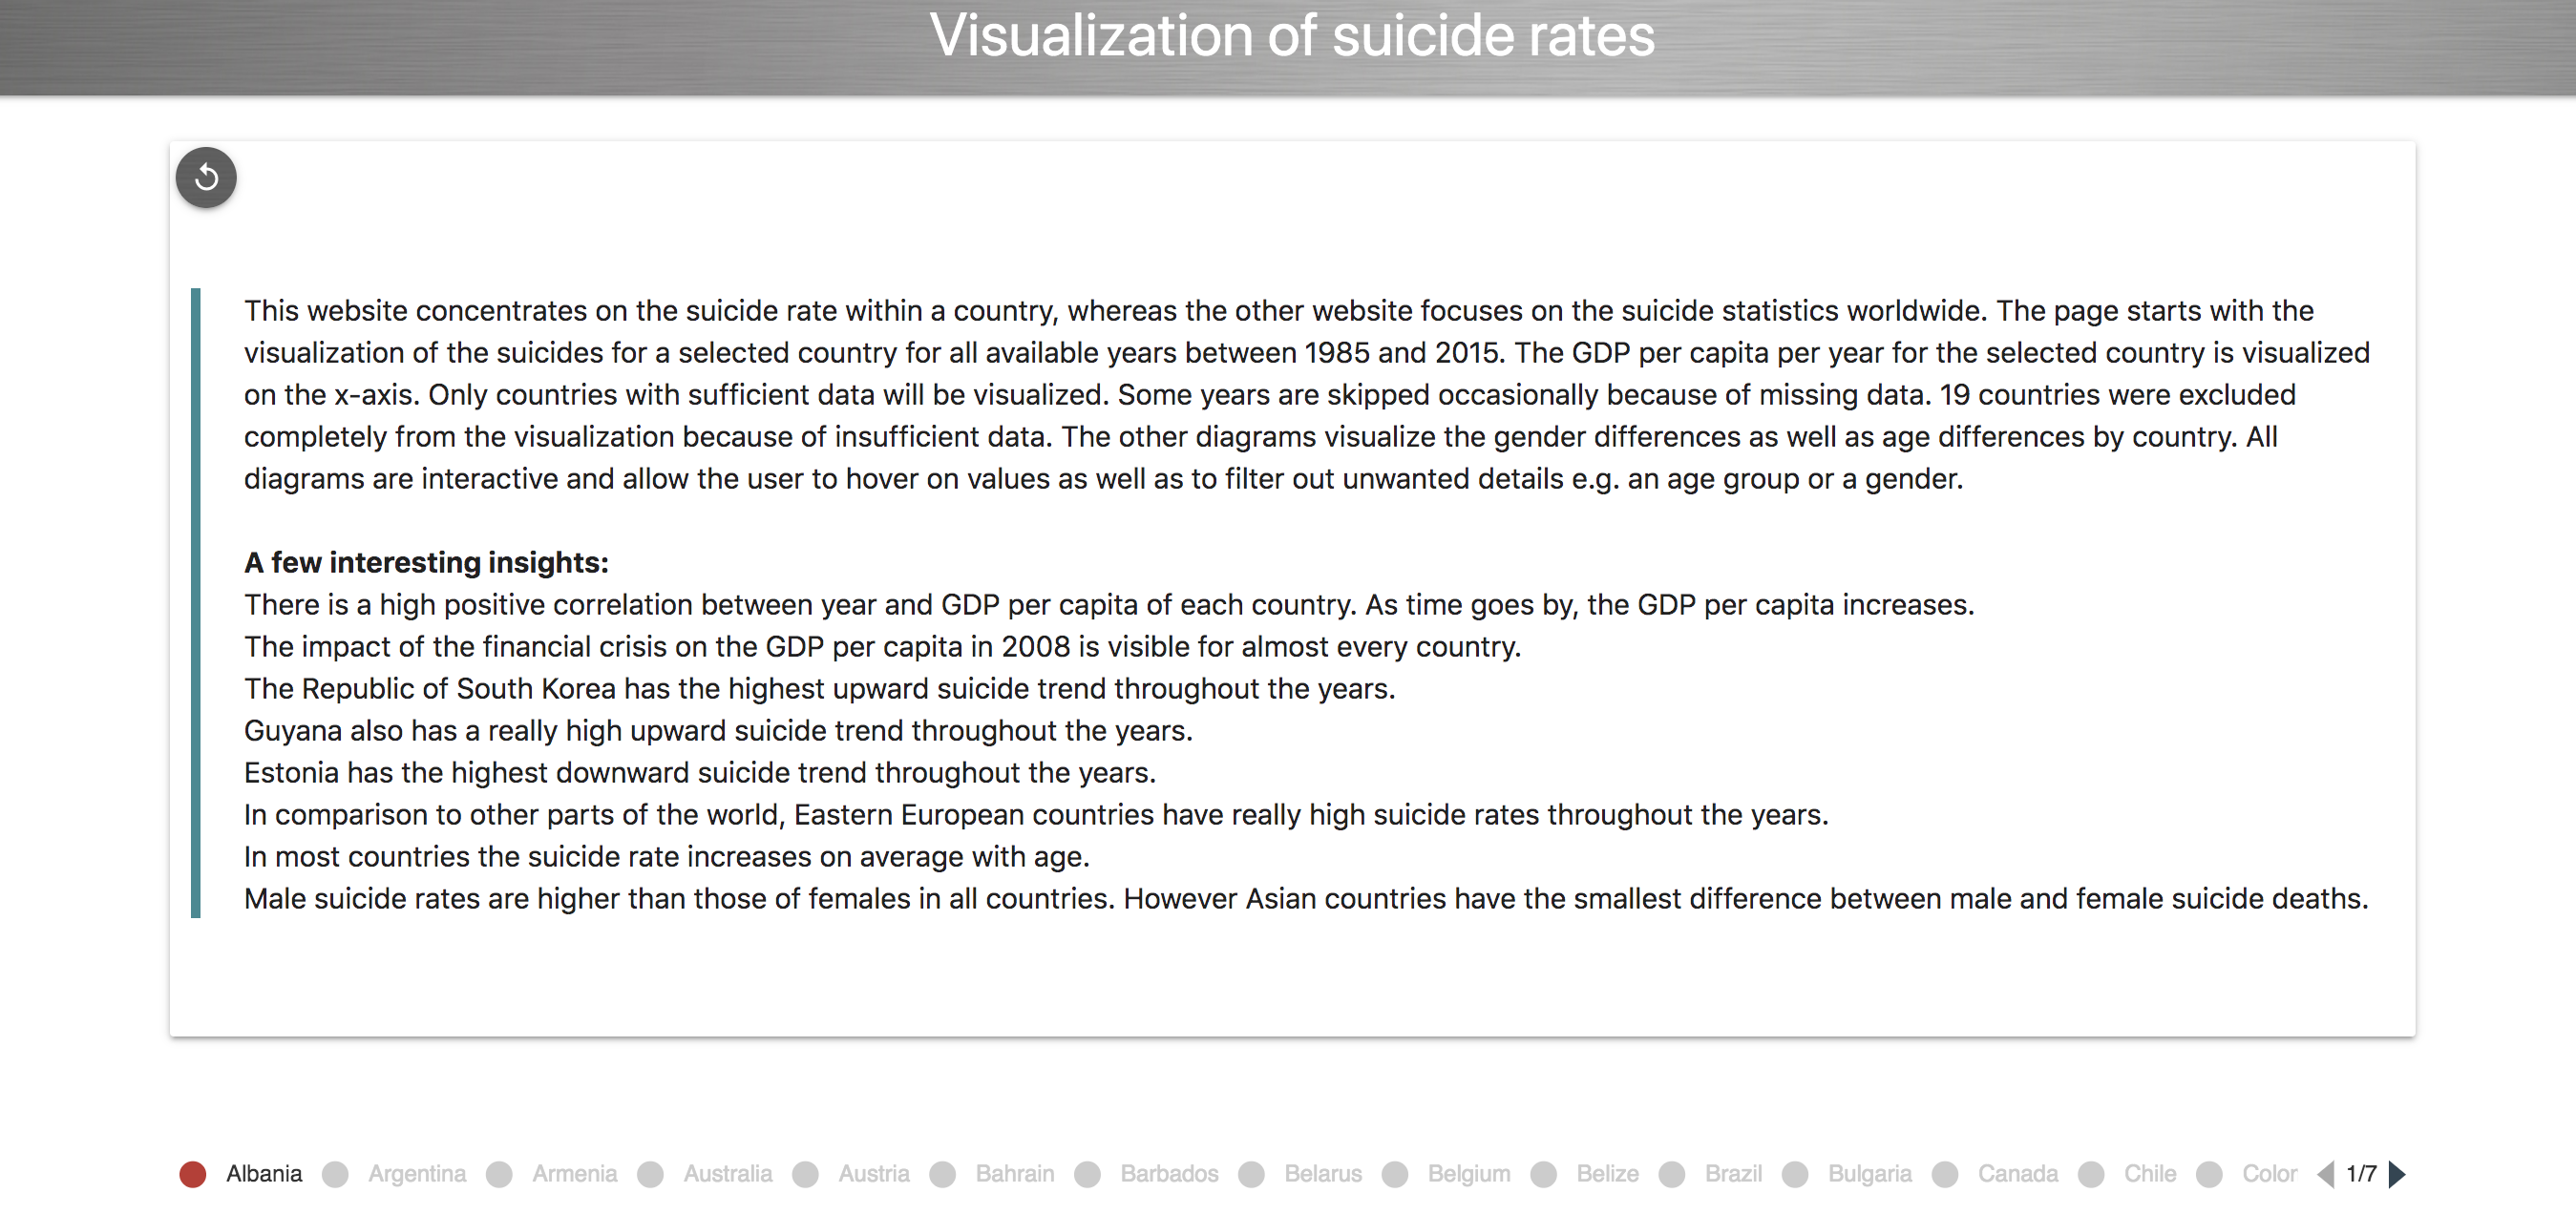 Visualization of suicide rates
This website concentrates on the suicide rate within a country, whereas the other website focuses on the suicide statistics worldwide. The page starts with the
visualization of the suicides for a selected country for all available years between 1985 and 2015. The GDP per capita per year for the selected country is visualized
on the x-axis. Only countries with sufficient data will be visualized. Some years are skipped occasionally because of missing data. 19 countries were excluded
completely from the visualization because of insufficient data. The other diagrams visualize the gender differences as well as age differences by country. All
diagrams are interactive and allow the user to hover on values as well as to filter out unwanted details e.g. an age group or a gender.
A few interesting insights:
There is a high positive correlation between year and GDP per capita of each country. As time goes by, the GDP per capita increases.
The impact of the financial crisis on the GDP per capita in 2008 is visible for almost every country.
The Republic of South Korea has the highest upward suicide trend throughout the years.
Guyana also has a really high upward suicide trend throughout the years.
Estonia has the highest downward suicide trend throughout the years.
In comparison to other parts of the world, Eastern European countries have really high suicide rates throughout the years.
In most countries the suicide rate increases on average with age.
Male suicide rates are higher than those of females in all countries. However Asian countries have the smallest difference between male and female suicide deaths.
Albania Argentina Armenia Australia Austria Bahrain Barbados Belarus Belgium Belize Brazil Bulgaria Canada Chile Color 1/7